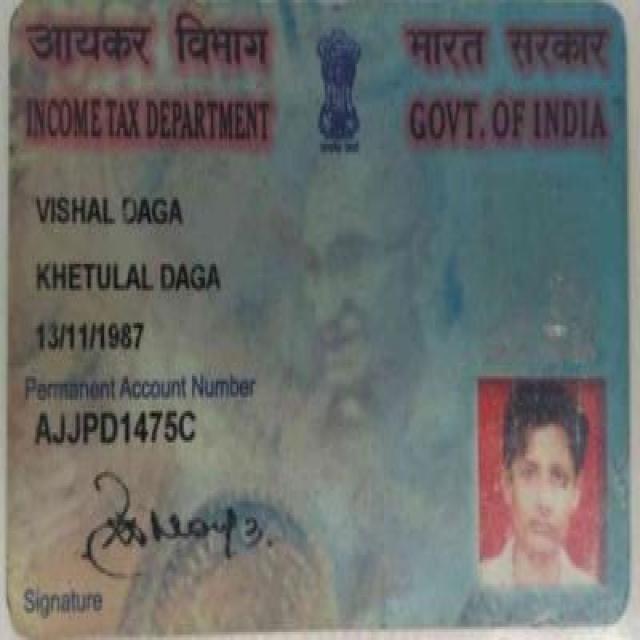 आयकर विभाग
भारत सरकार
INCOME TAX DEPARTMENT
GOVT. OF INDIA
VISHAL DAGA
KHETULAL DAGA
13/11/1987
Permanent Account Number
AJJPD1475C
Signature